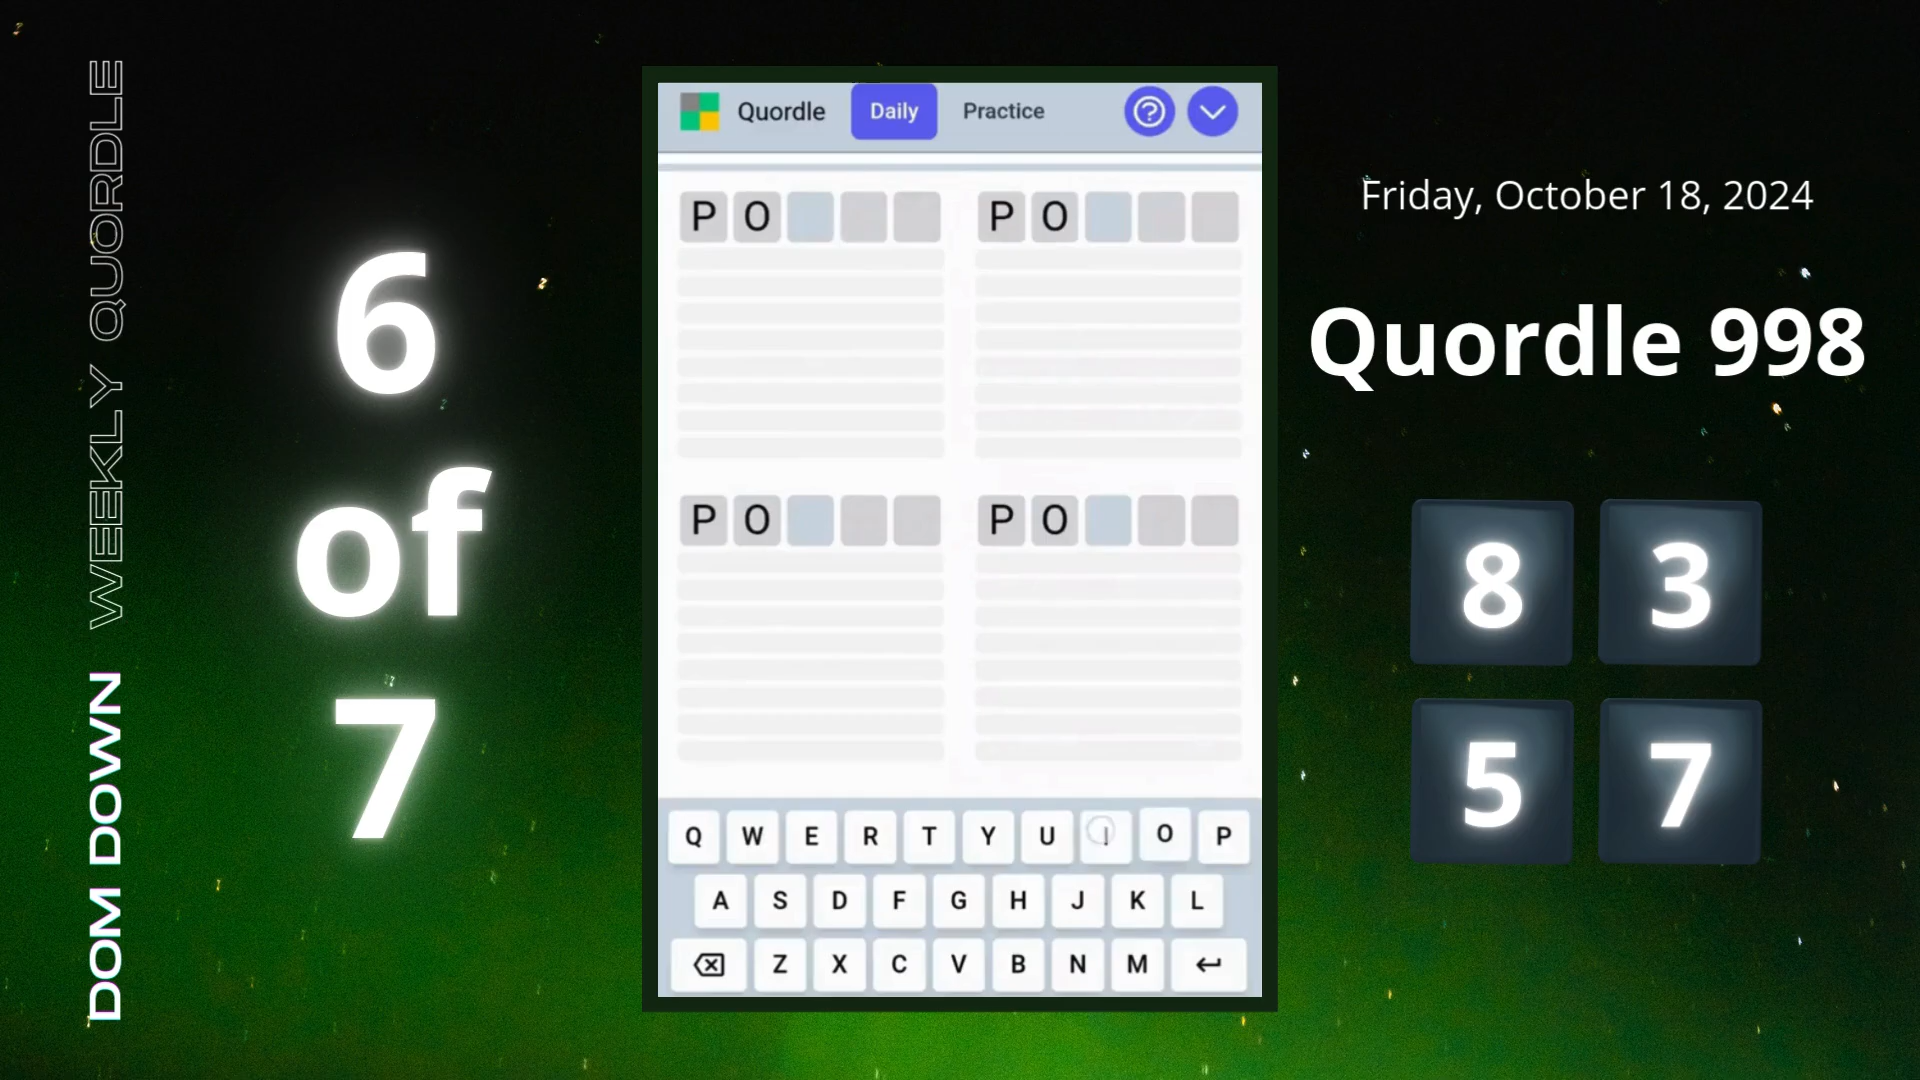 DOM DOWN WEEKLY QUORDLE
6
of
7
Quordle Daily Practice
P O P O
P O P O
Q W E R T Y U I O P
A S D F G H J K L
Z X C V B N M
Friday, October 18, 2024
Quordle 998
8 3
5 7